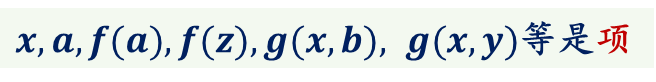 x, a, f(a), f(z), g(x, b), g(x, y)等是项